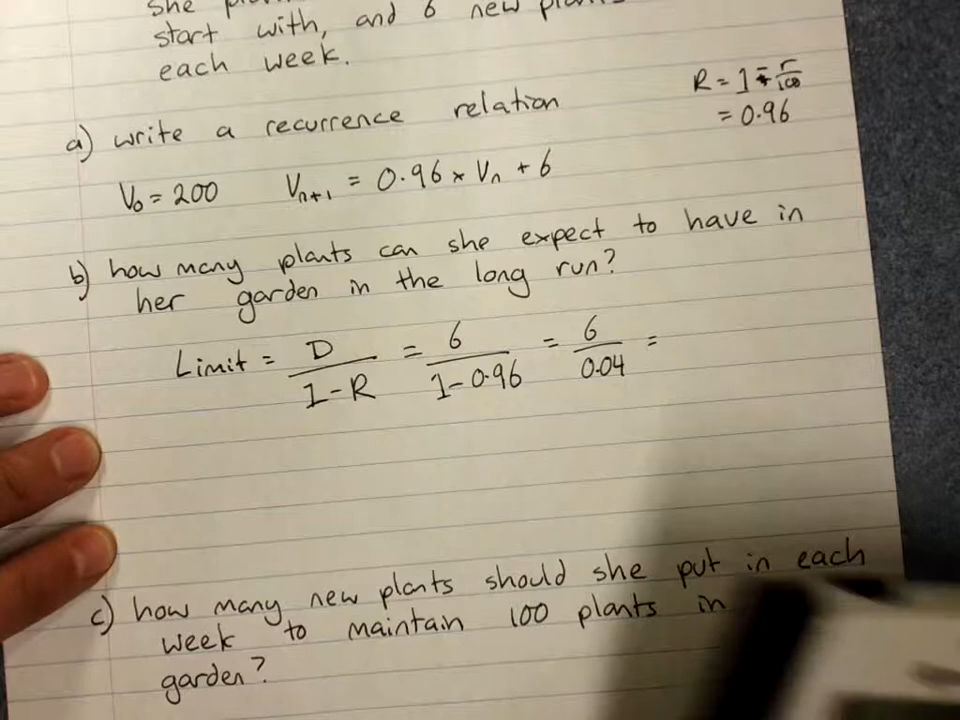 she
start with, and 6 new
each week.
R = 1 ∓ r/100
= 0.96
a) write a recurrence relation
V₀ = 200 Vₙ₊₁ = 0.96 × Vₙ + 6
b) how many plants can she expect to have in
her garden in the long run?
Limit = D/(1-R) = 6/(1-0.96) = 6/0.04 =
c) how many new plants should she put in each
week to maintain 100 plants in
garden?